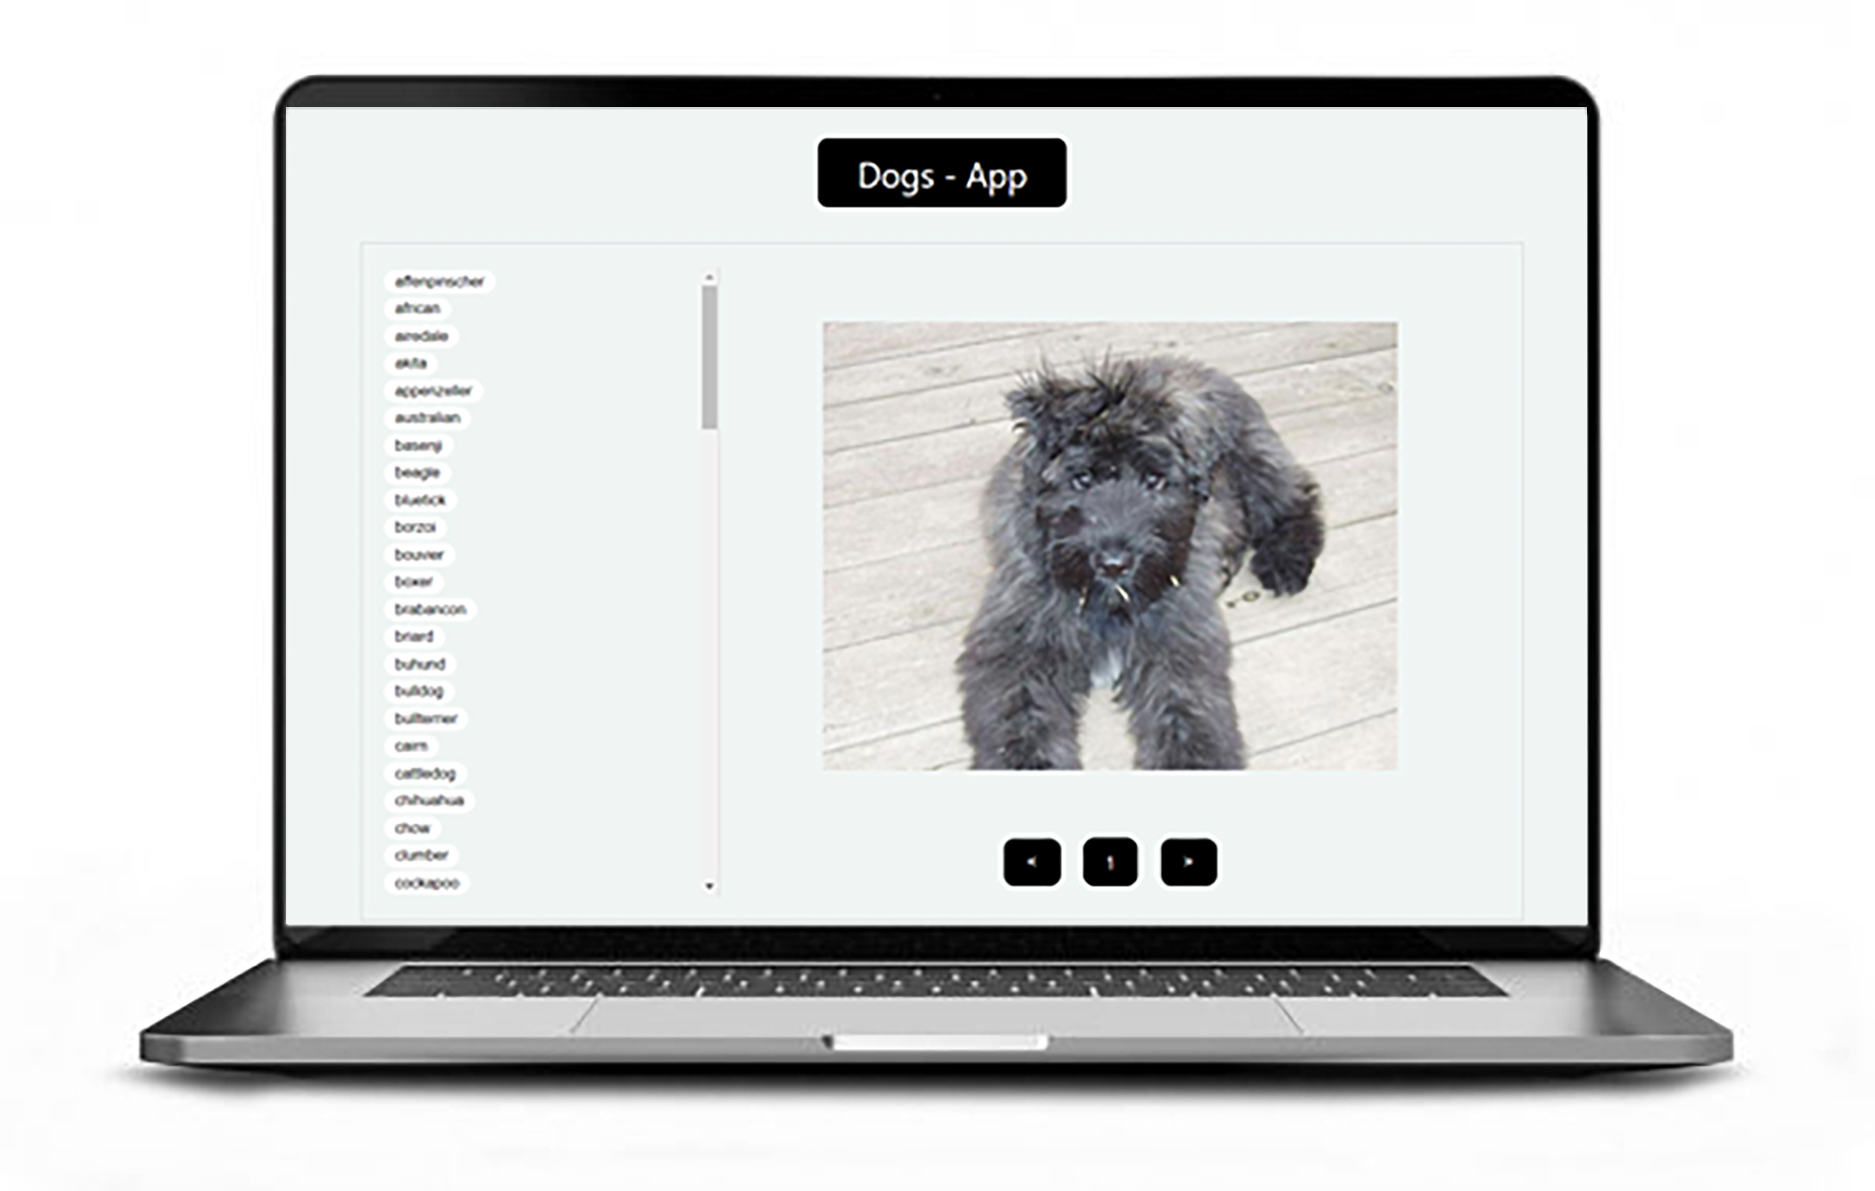 Dogs - App
affenpinscher
african
airedale
akita
appenzeller
australian
basenji
beagle
bluetick
borzoi
bouvier
boxer
brabancon
briard
buhund
bulldog
bullterrier
cairn
cattledog
chihuahua
chow
clumber
cockapoo
< 1 >